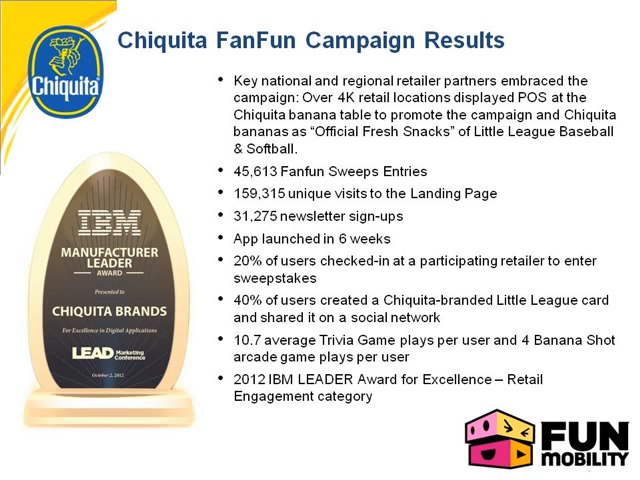 Chiquita FanFun Campaign Results
Chiquita
• Key national and regional retailer partners embraced the
campaign: Over 4K retail locations displayed POS at the
Chiquita banana table to promote the campaign and Chiquita
bananas as “Official Fresh Snacks” of Little League Baseball
& Softball.
• 45,613 Fanfun Sweeps Entries
• 159,315 unique visits to the Landing Page
• 31,275 newsletter sign-ups
• App launched in 6 weeks
• 20% of users checked-in at a participating retailer to enter
sweepstakes
• 40% of users created a Chiquita-branded Little League card
and shared it on a social network
• 10.7 average Trivia Game plays per user and 4 Banana Shot
arcade game plays per user
• 2012 IBM LEADER Award for Excellence – Retail
Engagement category
IBM
MANUFACTURER
LEADER
AWARD
Presented to
CHIQUITA BRANDS
For Excellence in Digital Applications
LEAD Marketing
Conference
October 2, 2012
FUN
MOBILITY